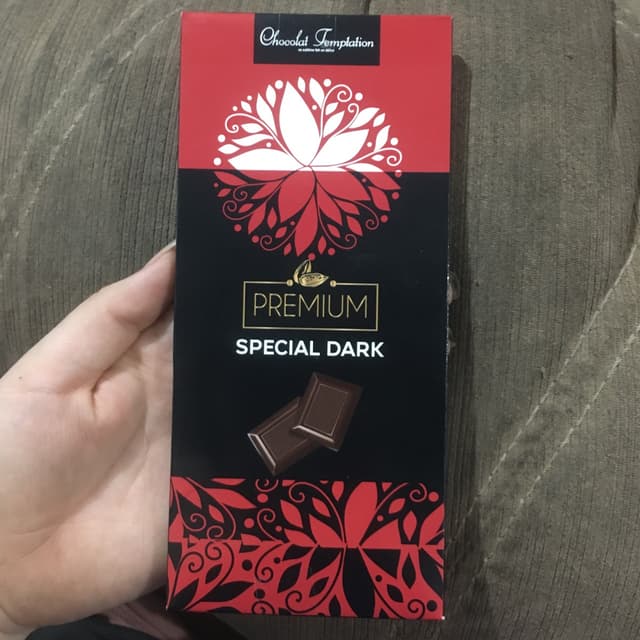 Chocolat Temptation
PREMIUM
SPECIAL DARK